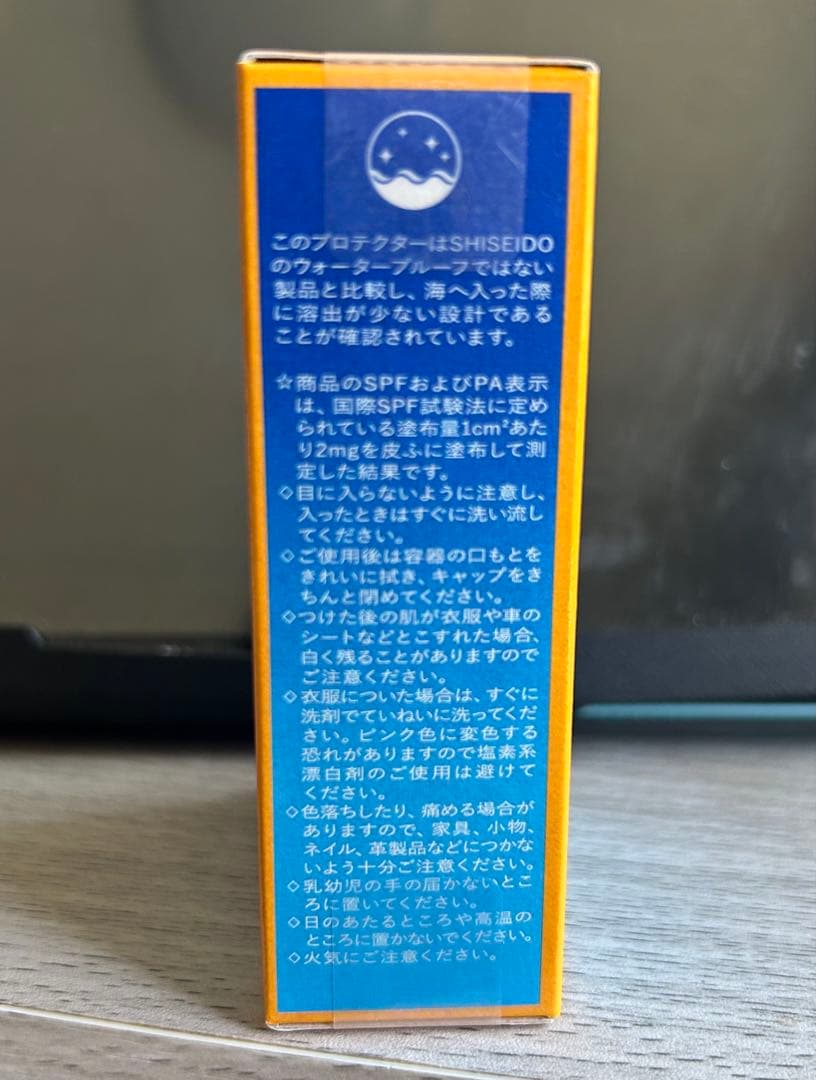 このプロテクターはSHISEIDO
のウォータープルーフではない
製品と比較し、海へ入った際
に溶出が少ない設計である
ことが確認されています。
☆商品のSPFおよびPA表示
は、国際SPF試験法に定め
られている塗布量1cm²あた
り2mgを皮ふに塗布して測
定した結果です。
◇目に入らないように注意し、
入ったときはすぐに洗い流し
てください。
◇ご使用後は容器の口もとを
きれいに拭き、キャップをき
ちんと閉めてください。
◇つけた後の肌が衣服や車の
シートなどとこすれた場合、
白く残ることがありますので
ご注意ください。
◇衣服についた場合は、すぐに
洗剤でていねいに洗ってくだ
さい。ピンク色に変色する
恐れがありますので塩素系
漂白剤のご使用は避けて
ください。
◇色落ちしたり、痛める場合が
ありますので、家具、小物、
ネイル、革製品などにつかな
いよう十分ご注意ください。
◇乳幼児の手の届かないとこ
ろに置いてください。
◇日のあたるところや高温の
ところに置かないでください。
◇火気にご注意ください。